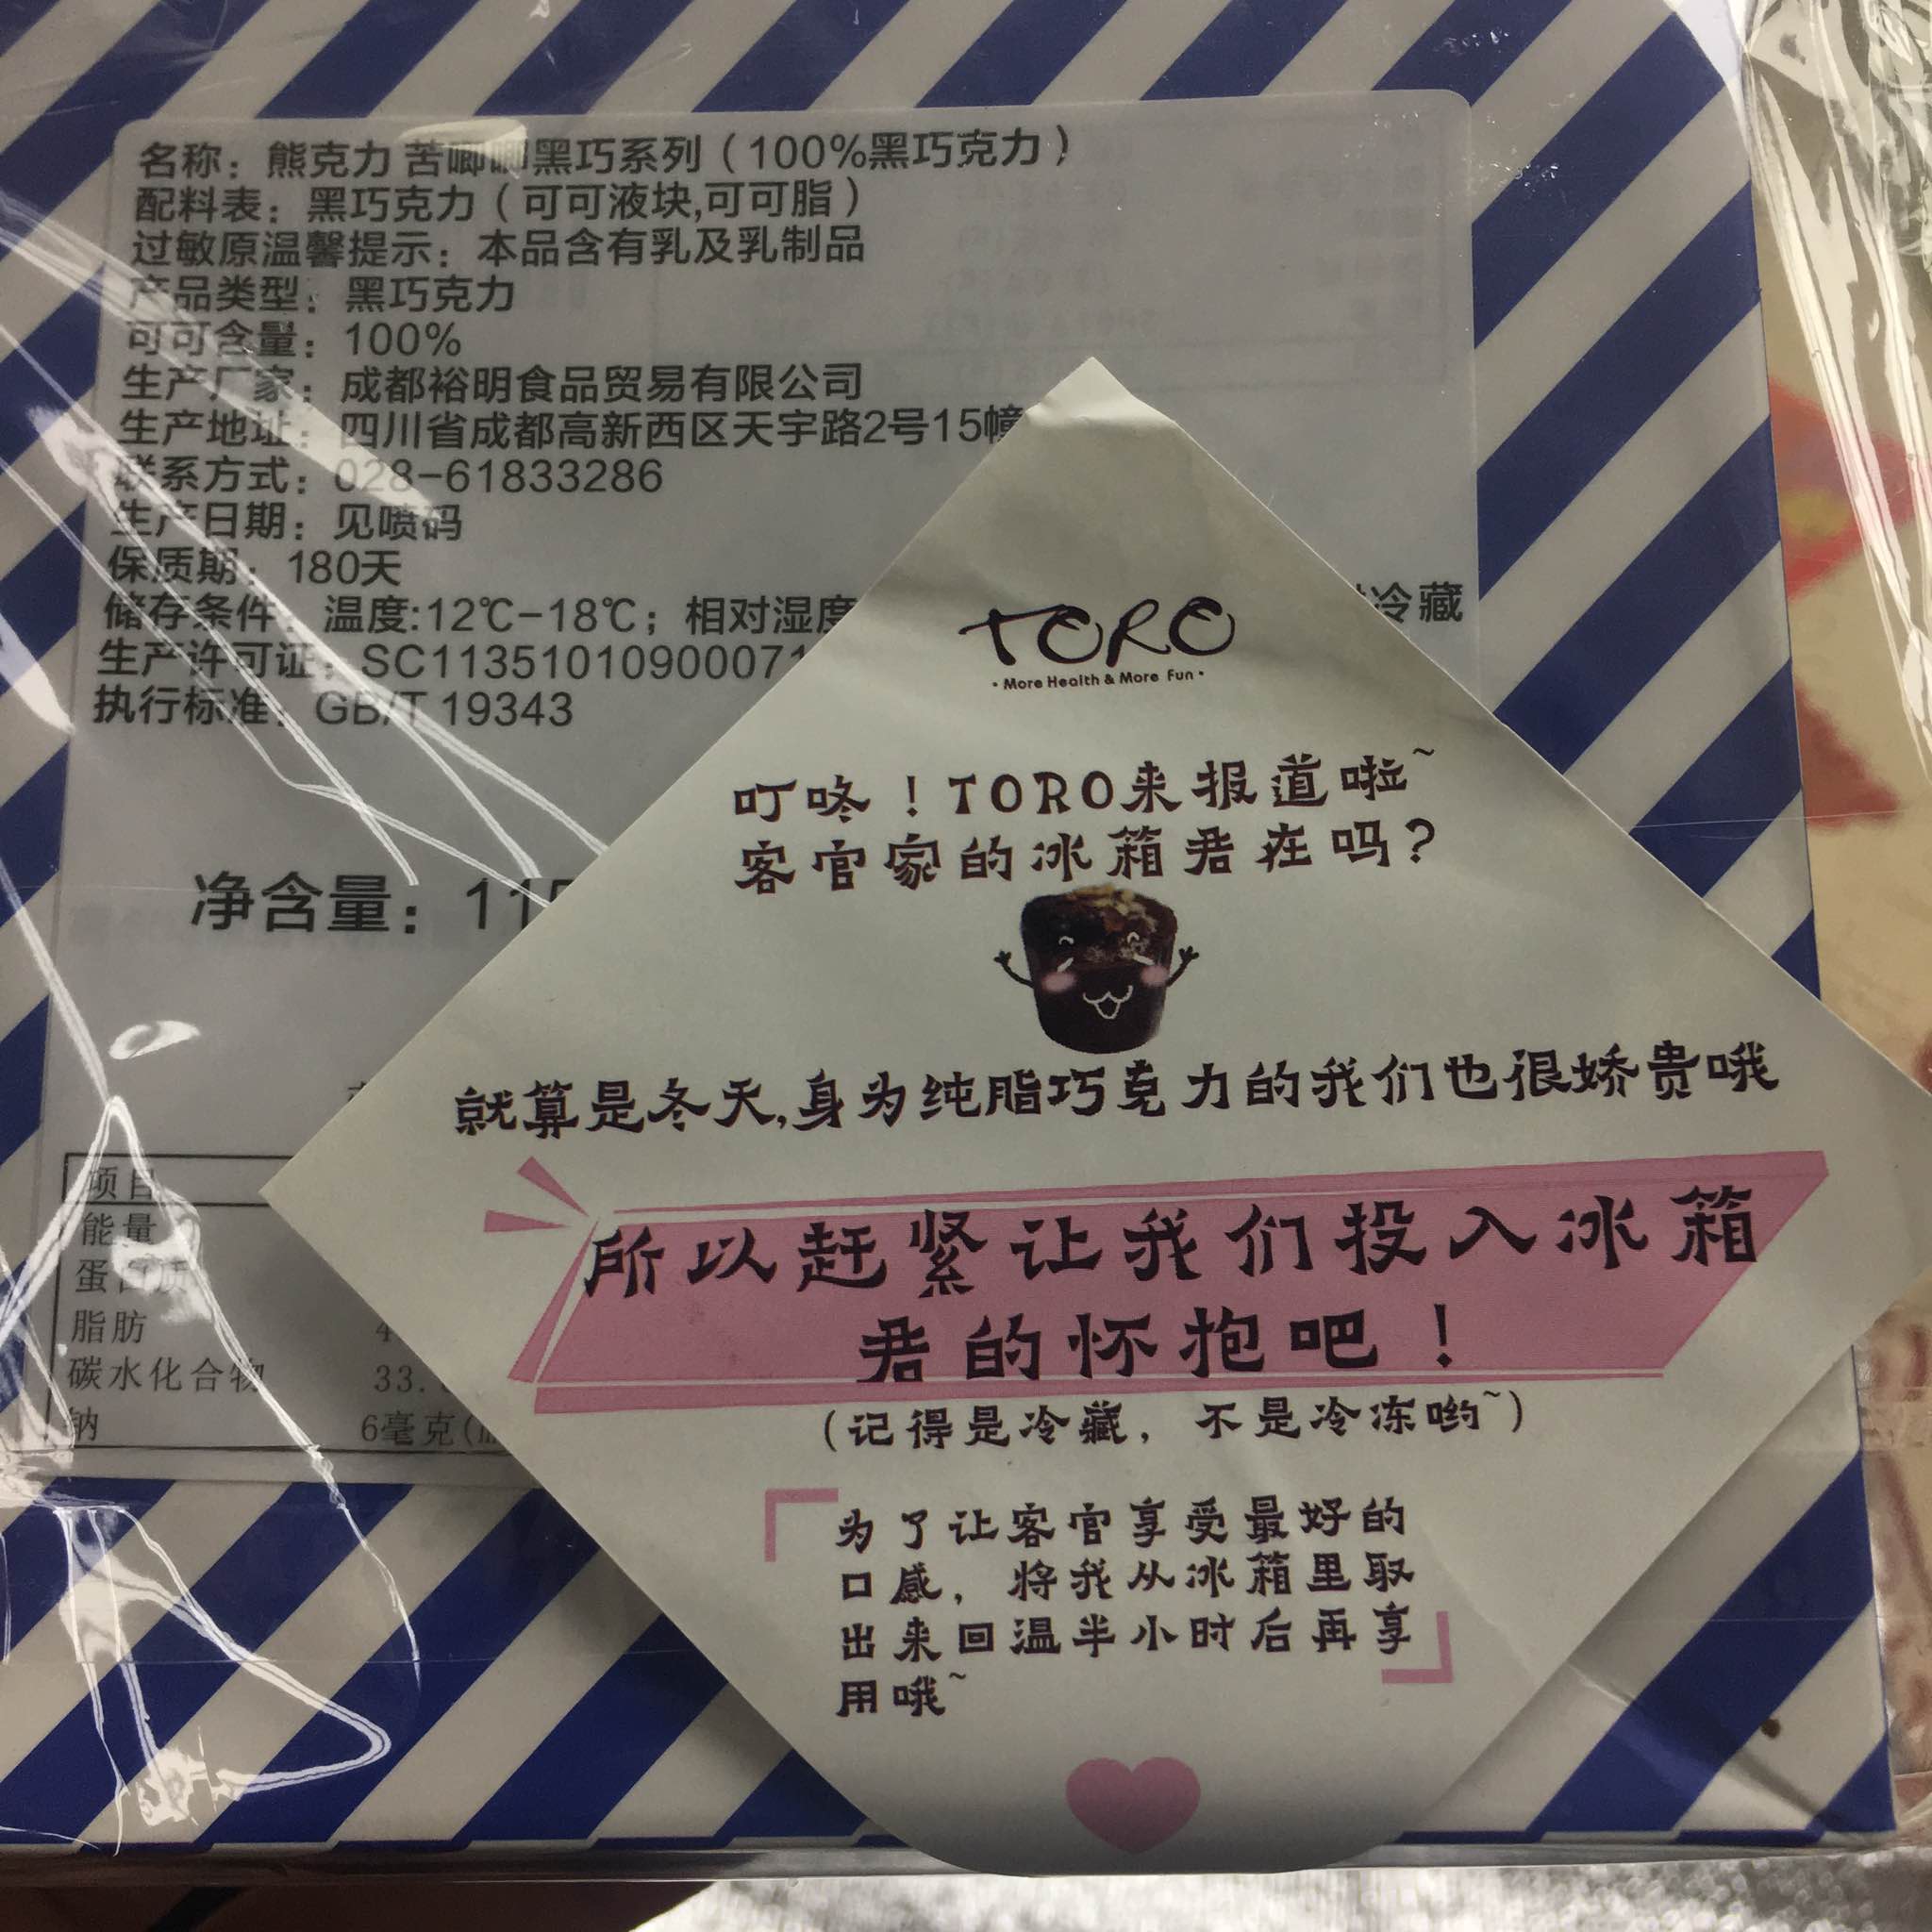 名称：熊克力 苦唧唧黑巧系列（100%黑巧克力）
配料表：黑巧克力（可可液块,可可脂）
过敏原温馨提示：本品含有乳及乳制品
产品类型：黑巧克力
可可含量：100%
生产厂家：成都裕明食品贸易有限公司
生产地址：四川省成都高新西区天宇路2号15幢
联系方式：028-61833286
生产日期：见喷码
保质期：180天
储存条件：温度:12℃-18℃；相对湿度
冷藏
生产许可证：SC11351010900071
执行标准：GB/T 19343
净含量：115
项目
能量
蛋白质
脂肪 4
碳水化合物 33.
钠 6毫克(
TORO
·More Health & More Fun·
叮咚！TORO来报道啦~
客官家的冰箱君在吗？
就算是冬天,身为纯脂巧克力的我们也很娇贵哦
所以赶紧让我们投入冰箱
君的怀抱吧！
(记得是冷藏，不是冷冻哟~)
为了让客官享受最好的
口感，将我从冰箱里取
出来回温半小时后再享
用哦~